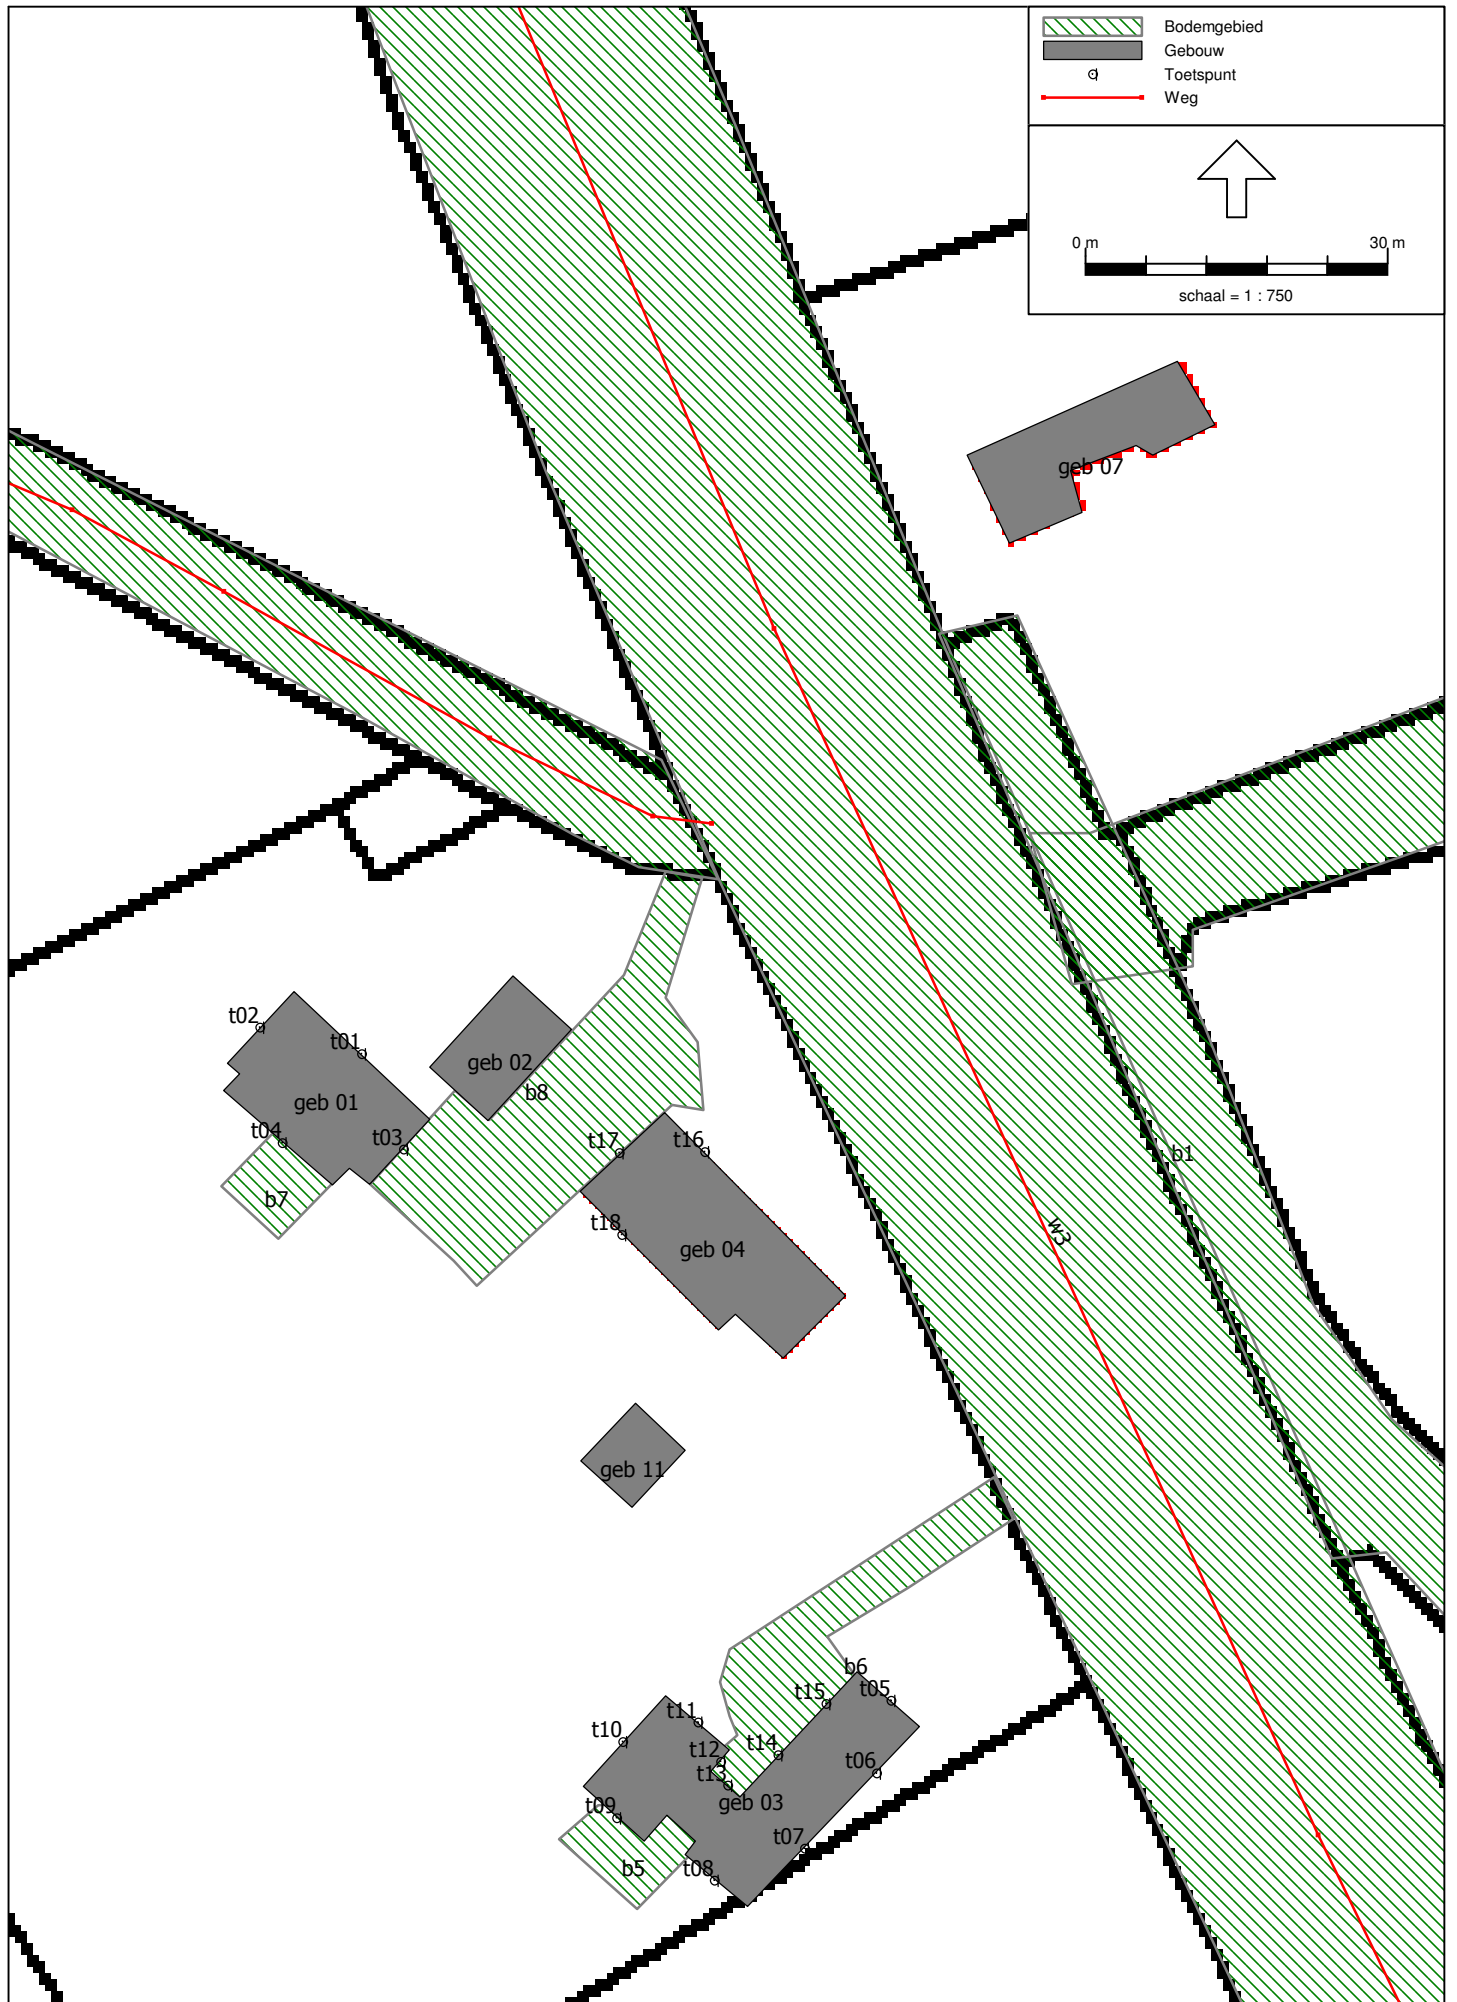 Bodemgebied
Gebouw
Toetspunt
Weg
0 m 30 m
schaal = 1 : 750
geb 07
t02
t01
geb 02
b8
geb 01
t04
t03
t17
t16
b1
b7
t18
w3
geb 04
geb 11
b6
t15
t05
t11
t10
t12
t14
t06
t13
geb 03
t09
t07
b5
t08